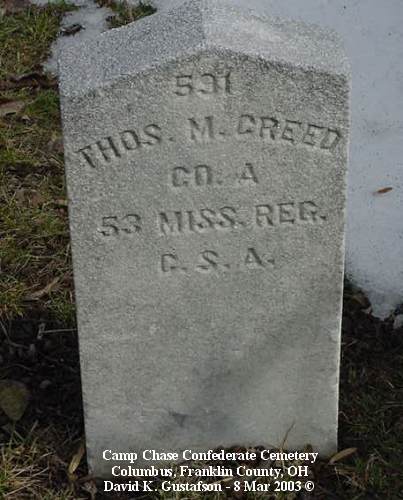 531
THOS. M. CREED
CO. A
53 MISS. REG.
C. S. A.
Camp Chase Confederate Cemetery
Columbus, Franklin County, OH
David K. Gustafson - 8 Mar 2003 ©